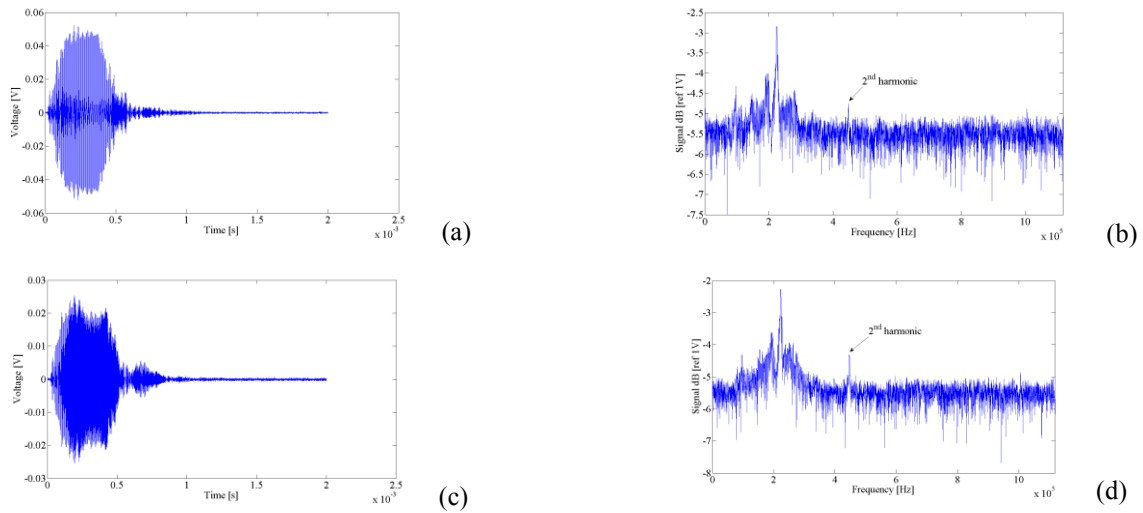 0.06
0.04
0.02
0
-0.02
-0.04
-0.06
Voltage [V]
0 0.5 1 1.5 2 2.5
Time [s]
x 10⁻³
(a)
-2.5
-3
-3.5
-4
-4.5
-5
-5.5
-6
-6.5
-7
-7.5
Signal dB [ref 1V]
2nd harmonic
0 2 4 6 8 10
Frequency [Hz]
x 10⁵
(b)
0.03
0.02
0.01
0
-0.01
-0.02
-0.03
Voltage [V]
0 0.5 1 1.5 2 2.5
Time [s]
x 10⁻³
(c)
-2
-3
-4
-5
-6
-7
-8
Signal dB [ref 1V]
2nd harmonic
0 2 4 6 8 10
Frequency [Hz]
x 10⁵
(d)